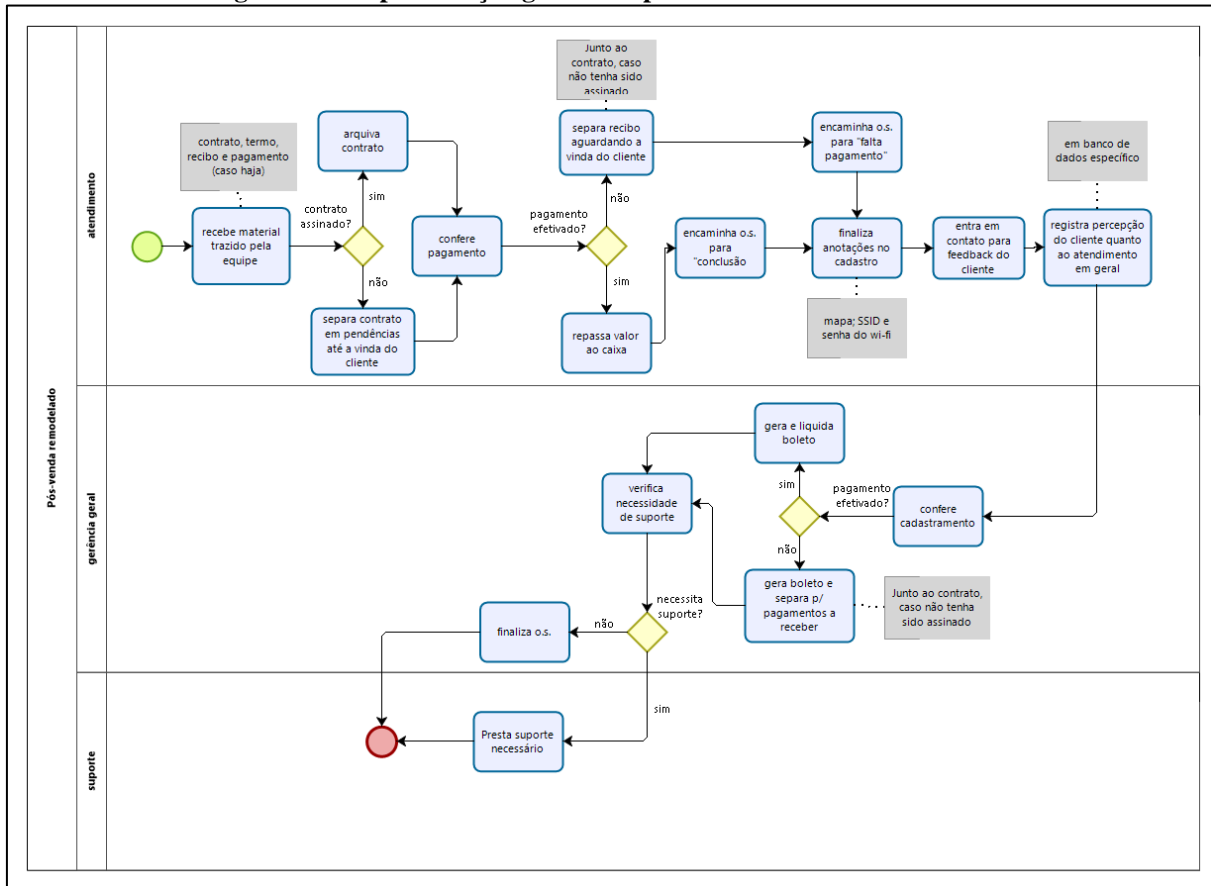 Pós-venda remodelado
atendimento
contrato, termo,
recibo e pagamento
(caso haja)
recebe material
trazido pela
equipe
contrato
assinado?
sim
não
arquiva
contrato
separa contrato
em pendências
até a vinda do
cliente
confere
pagamento
pagamento
efetivado?
não
sim
Junto ao
contrato, caso
não tenha sido
assinado
separa recibo
aguardando a
vinda do cliente
repassa valor
ao caixa
encaminha o.s.
para "falta
pagamento"
encaminha o.s.
para
"conclusão
finaliza
anotações no
cadastro
mapa; SSID e
senha do wi-fi
entra em
contato para
feedback do
cliente
em banco de
dados específico
registra percepção
do cliente quanto
ao atendimento
em geral
gerência geral
confere
cadastramento
pagamento
efetivado?
sim
não
gera e liquida
boleto
gera boleto e
separa p/
pagamentos a
receber
Junto ao contrato,
caso não tenha
sido assinado
verifica
necessidade
de suporte
necessita
suporte?
não
sim
finaliza o.s.
suporte
Presta suporte
necessário